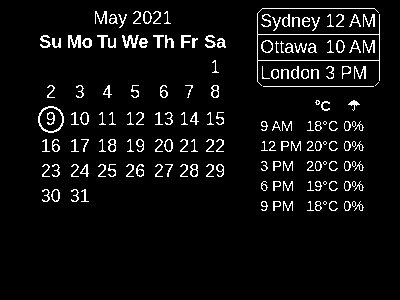 May 2021
Su Mo Tu We Th Fr Sa
1
2 3 4 5 6 7 8
9 10 11 12 13 14 15
16 17 18 19 20 21 22
23 24 25 26 27 28 29
30 31
Sydney 12 AM
Ottawa 10 AM
London 3 PM
°C ☂
9 AM 18°C 0%
12 PM 20°C 0%
3 PM 20°C 0%
6 PM 19°C 0%
9 PM 18°C 0%